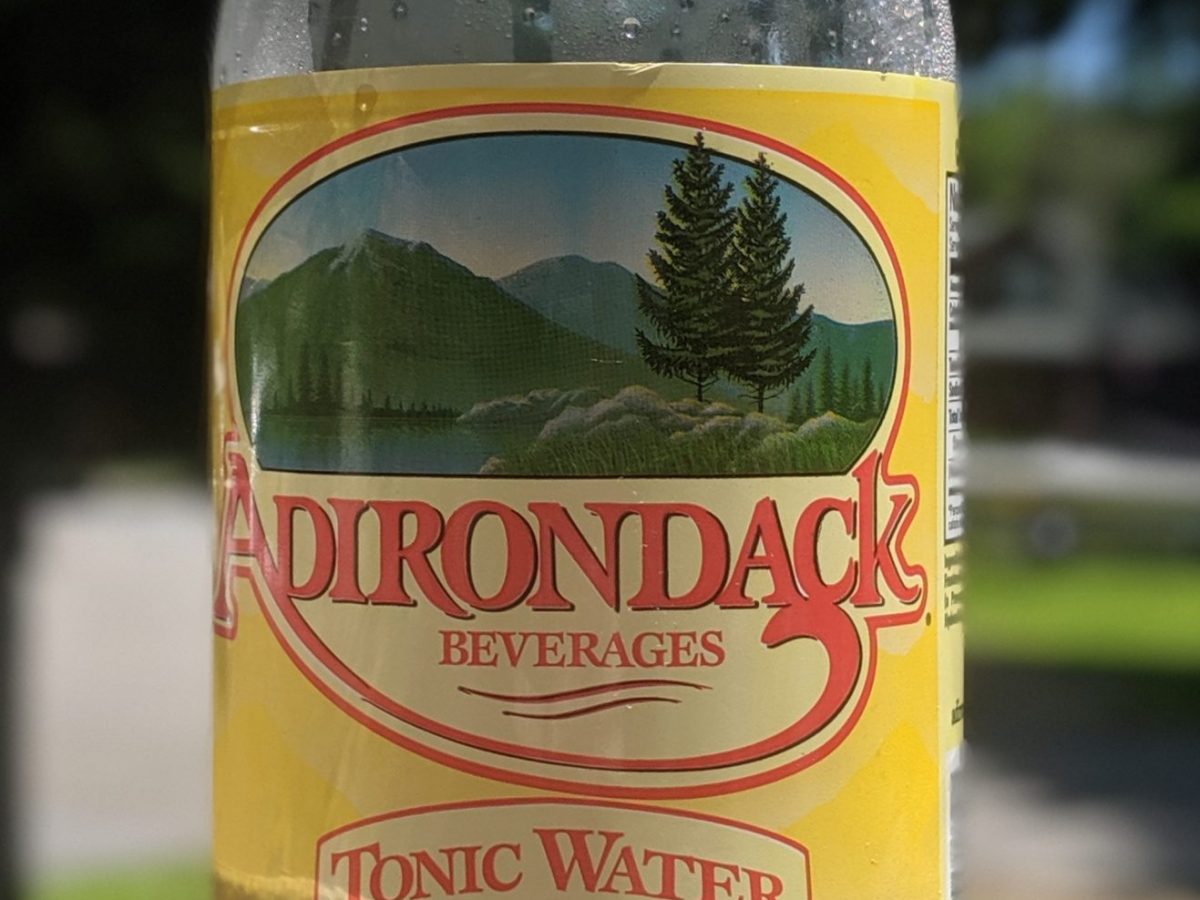 ADIRONDACK
BEVERAGES
TONIC WATER